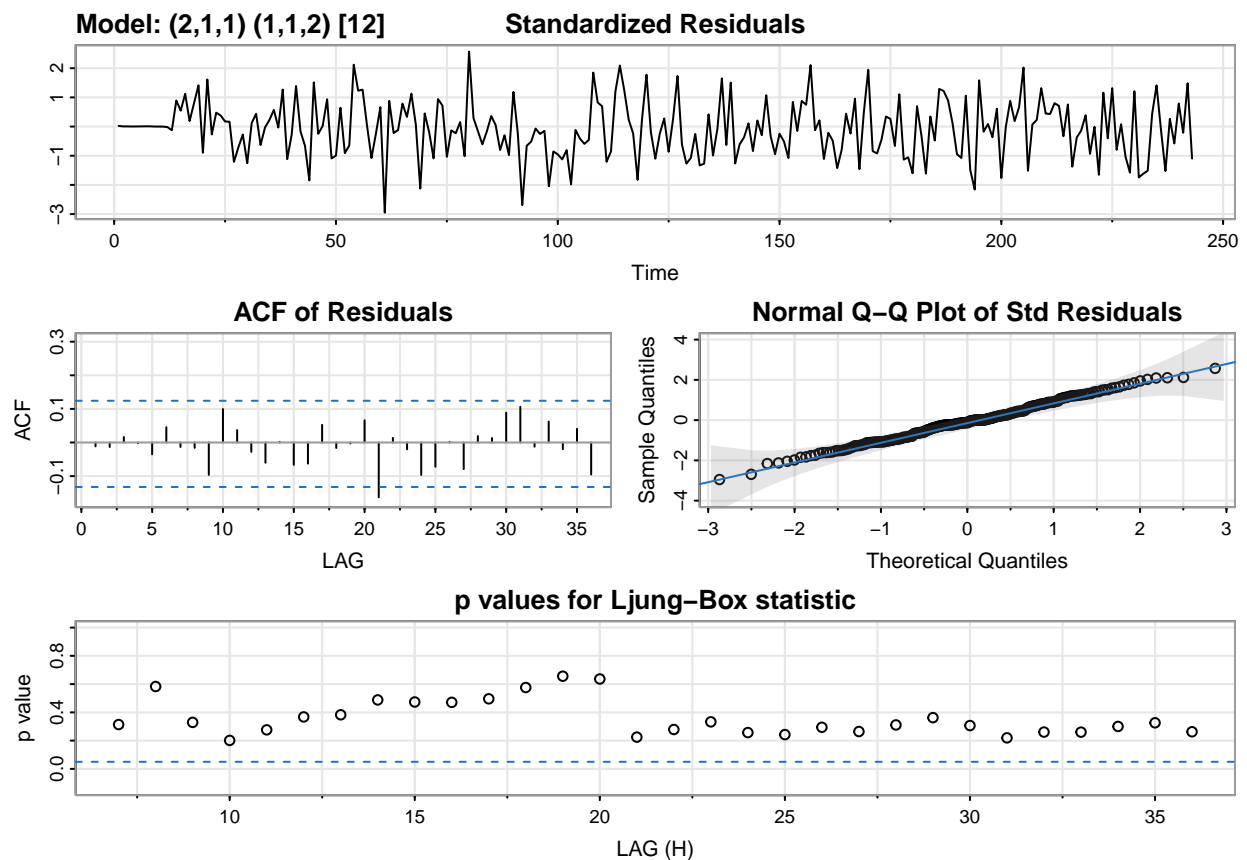 Model: (2,1,1) (1,1,2) [12] Standardized Residuals
2
1
−1
−3
0 50 100 150 200 250
Time
ACF of Residuals
0.3
0.1
−0.1
ACF
0 5 10 15 20 25 30 35
LAG
Normal Q−Q Plot of Std Residuals
4
2
0
−2
−4
Sample Quantiles
−3 −2 −1 0 1 2 3
Theoretical Quantiles
p values for Ljung−Box statistic
0.8
0.4
0.0
p value
10 15 20 25 30 35
LAG (H)